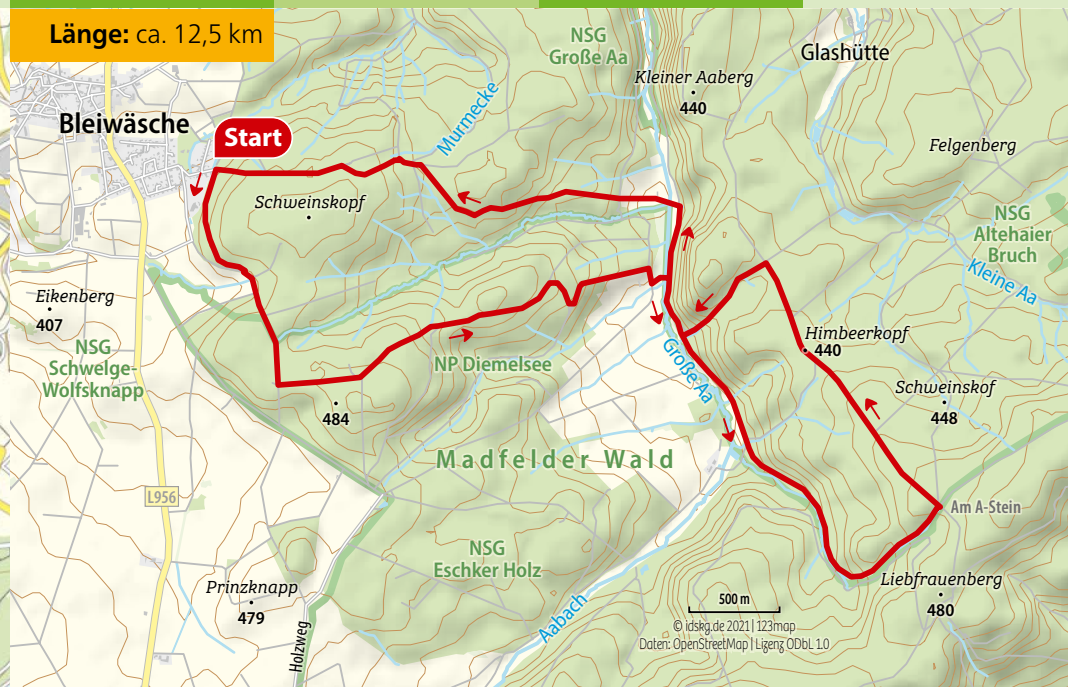 Länge: ca. 12,5 km
NSG
Große Aa
Glashütte
Kleiner Aaberg
440
Murmecke
Bleiwäsche
Start
Felgenberg
Schweinskopf
NSG
Altehaier
Bruch
Kleine Aa
Eikenberg
407
Himbeerkopf
440
NSG
Schwelge-
Wolfsknapp
NP Diemelsee
Große Aa
Schweinskof
448
484
Madfelder Wald
L956
Am A-Stein
NSG
Eschker Holz
Prinzknapp
479
Liebfrauenberg
480
500 m
Aabach
Holzweg
© idskg.de 2021 | 123map
Daten: OpenStreetMap | Lizenz ODbL 1.0